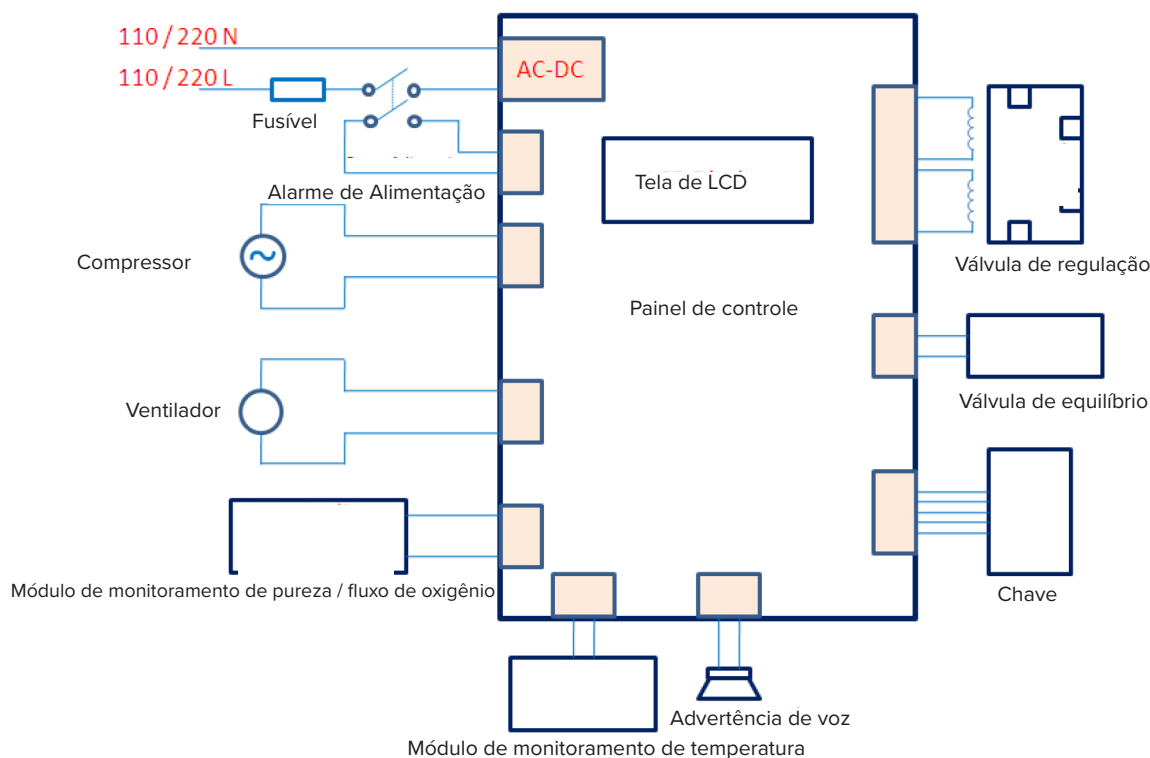 110 / 220 N
110 / 220 L
AC-DC
Fusível
Alarme de Alimentação
Tela de LCD
Compressor
Válvula de regulação
Painel de controle
Ventilador
Válvula de equilíbrio
Módulo de monitoramento de pureza / fluxo de oxigênio
Chave
Advertência de voz
Módulo de monitoramento de temperatura